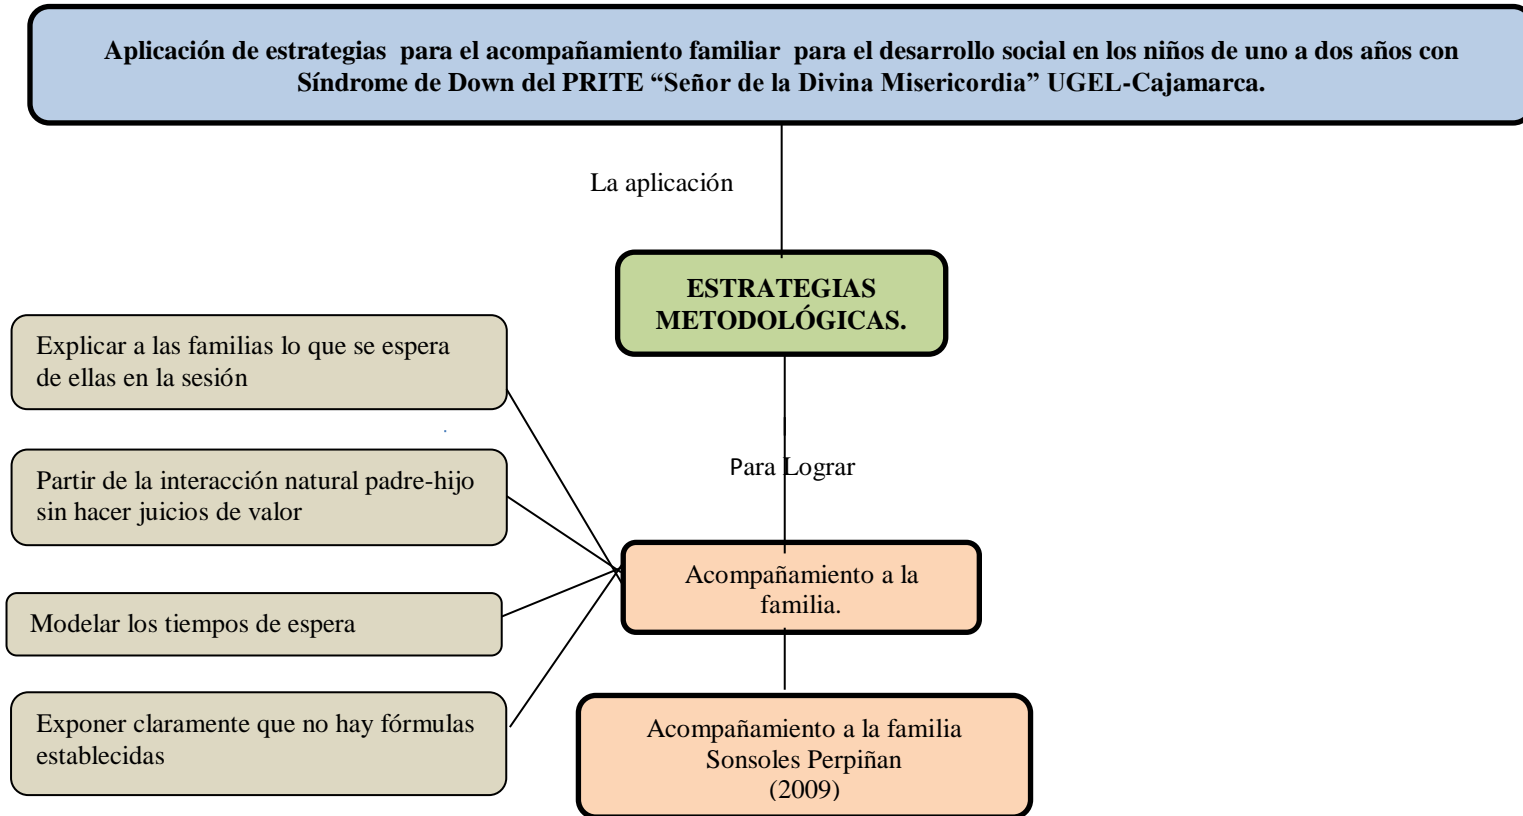 Aplicación de estrategias para el acompañamiento familiar para el desarrollo social en los niños de uno a dos años con
Síndrome de Down del PRITE “Señor de la Divina Misericordia” UGEL-Cajamarca.
La aplicación
ESTRATEGIAS
METODOLÓGICAS.
Explicar a las familias lo que se espera
de ellas en la sesión
Partir de la interacción natural padre-hijo
sin hacer juicios de valor
Modelar los tiempos de espera
Exponer claramente que no hay fórmulas
establecidas
Para Lograr
Acompañamiento a la
familia.
Acompañamiento a la familia
Sonsoles Perpiñan
(2009)